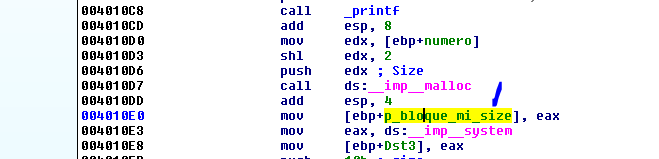 004010C8 call _printf
004010CD add esp, 8
004010D0 mov edx, [ebp+numero]
004010D3 shl edx, 2
004010D6 push edx ; Size
004010D7 call ds:__imp__malloc
004010DD add esp, 4
004010E0 mov [ebp+p_bloque_mi_size], eax
004010E3 mov eax, ds:__imp__system
004010E8 mov [ebp+Dst3], eax